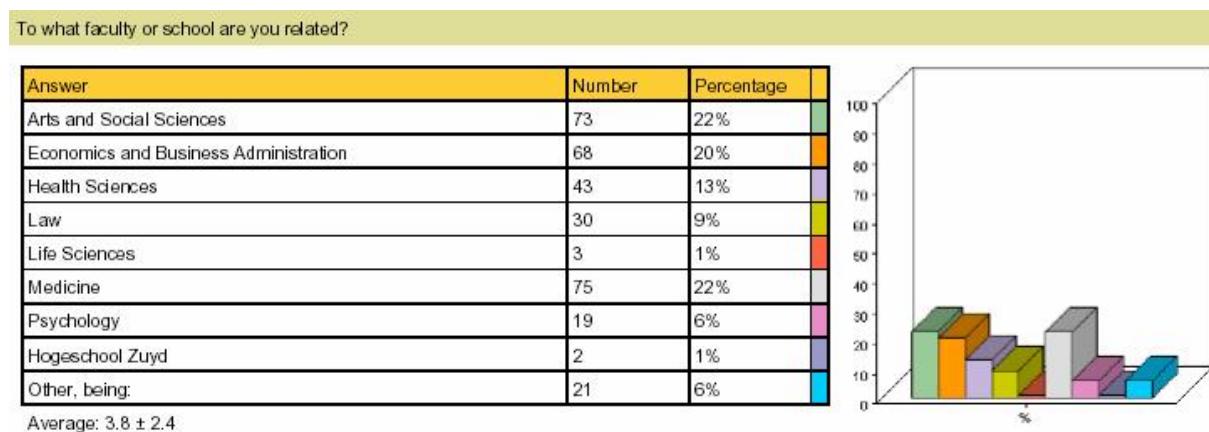 To what faculty or school are you related?
Answer Number Percentage
Arts and Social Sciences 73 22%
Economics and Business Administration 68 20%
Health Sciences 43 13%
Law 30 9%
Life Sciences 3 1%
Medicine 75 22%
Psychology 19 6%
Hogeschool Zuyd 2 1%
Other, being: 21 6%
Average: 3.8 ± 2.4
100
90
80
70
60
50
40
30
20
10
0
%